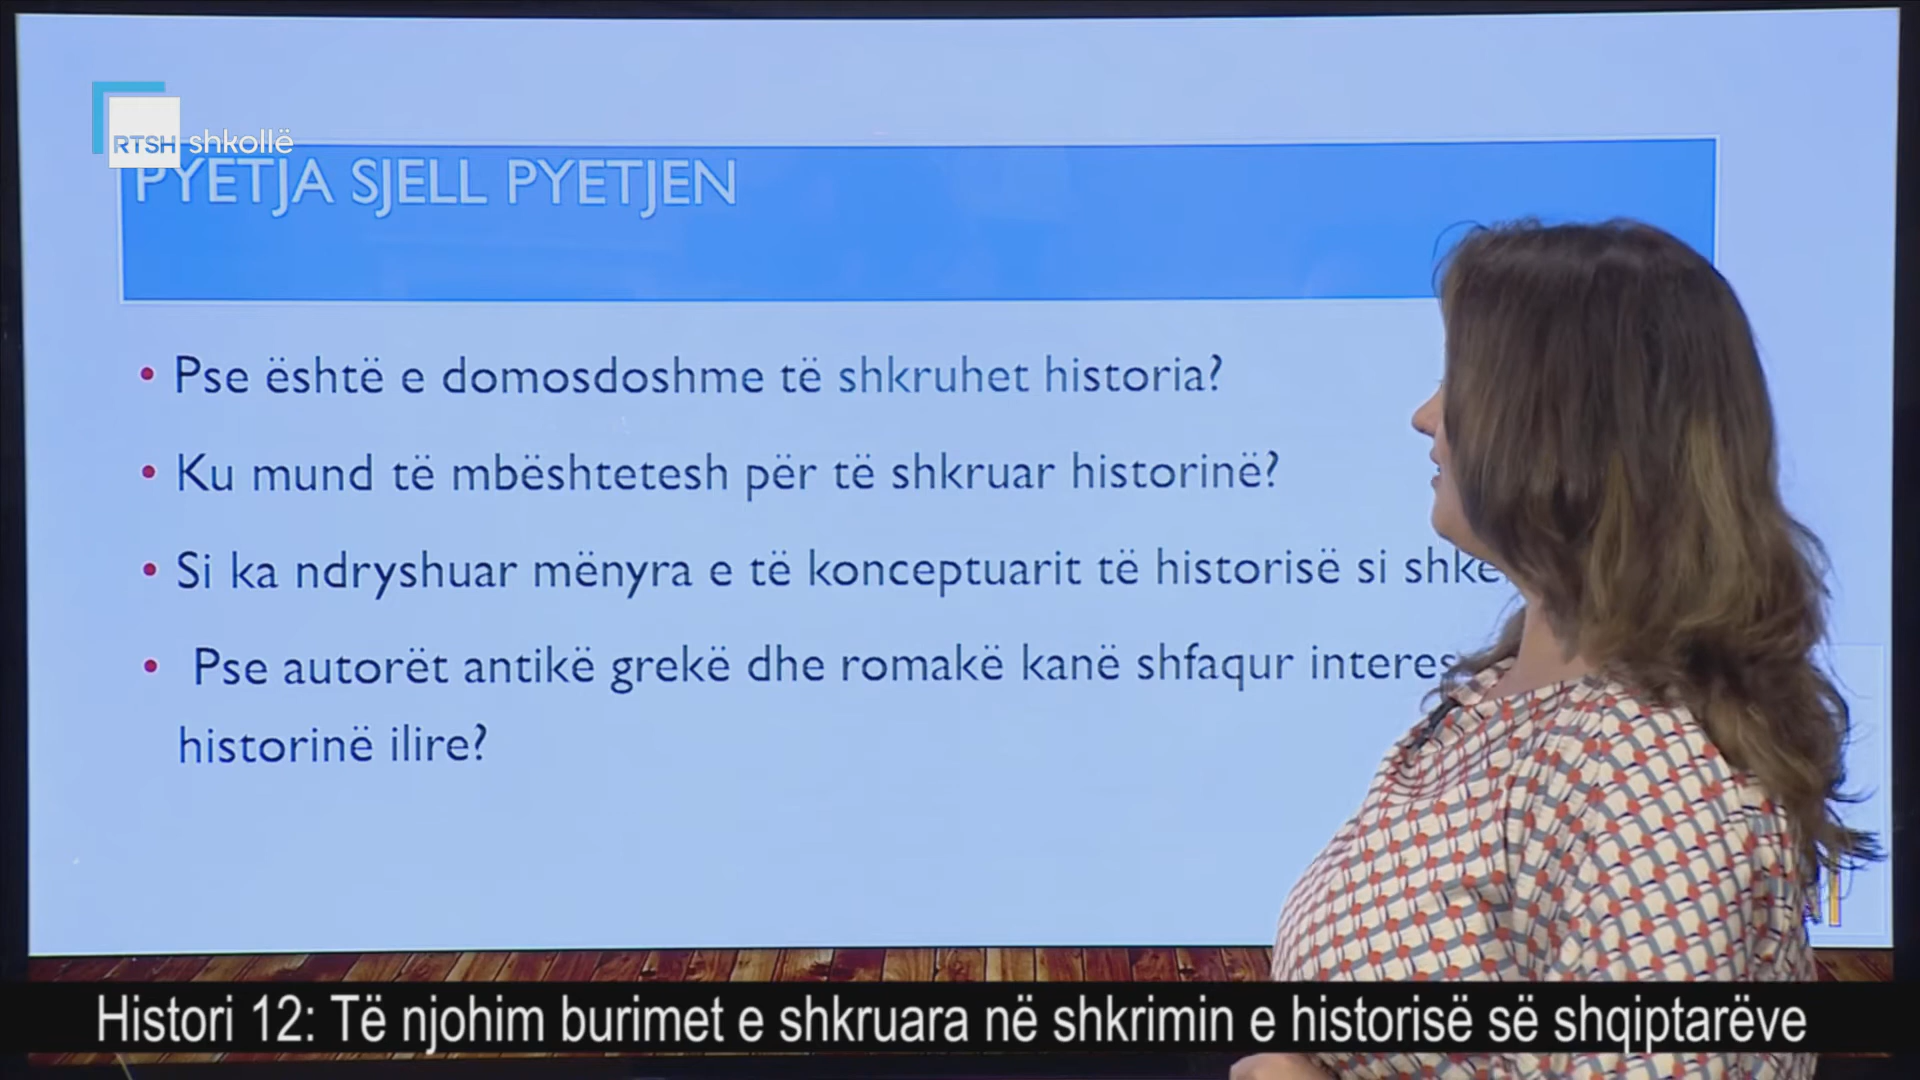 RTSH shkollë
PYETJA SJELL PYETJEN
• Pse është e domosdoshme të shkruhet historia?
• Ku mund të mbështetesh për të shkruar historinë?
• Si ka ndryshuar mënyra e të konceptuarit të historisë si
• Pse autorët antikë grekë dhe romakë kanë shfaqur
historinë ilire?
Histori 12: Të njohim burimet e shkruara në shkrimin e historisë së shqiptarëve